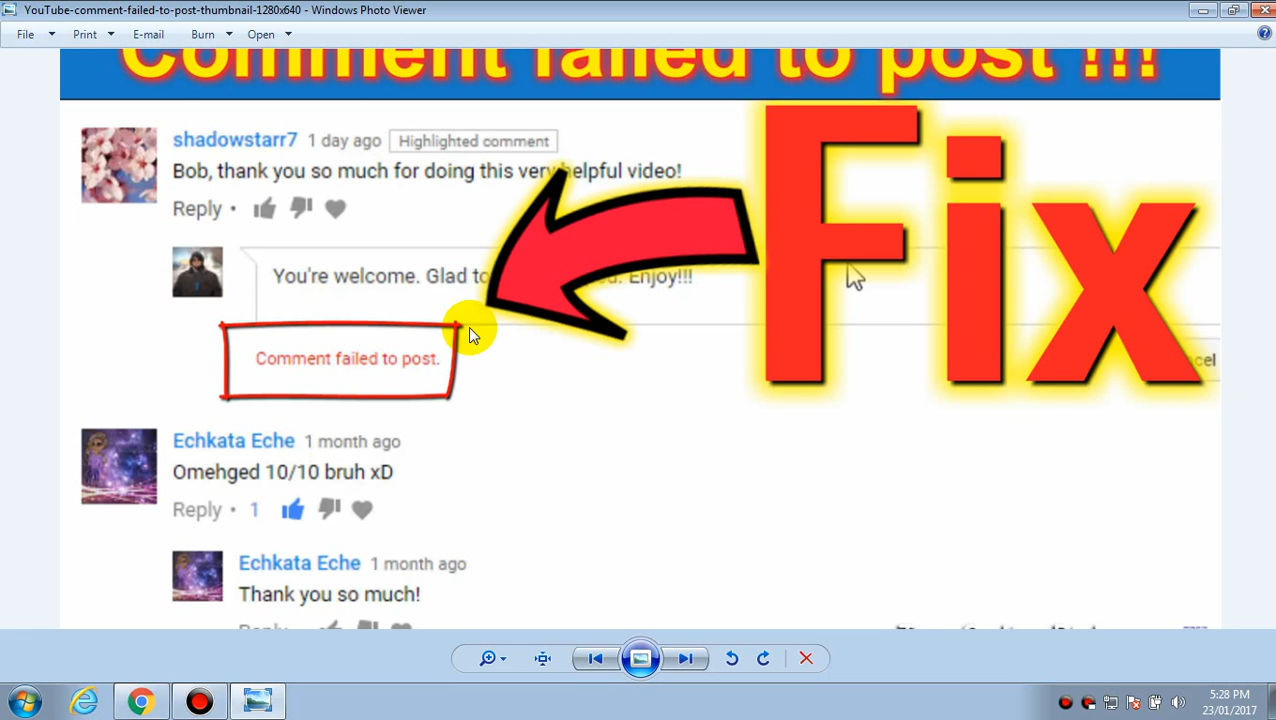 YouTube-comment-failed-to-post-thumbnail-1280x640 - Windows Photo Viewer
File Print E-mail Burn Open
Comment failed to post !!!
Fix
shadowstarr7 1 day ago Highlighted comment
Bob, thank you so much for doing this very helpful video!
Reply •
You're welcome. Glad to Enjoy!!!
Comment failed to post.
Echkata Eche 1 month ago
Omehged 10/10 bruh xD
Reply • 1
Echkata Eche 1 month ago
Thank you so much!
5:28 PM
23/01/2017